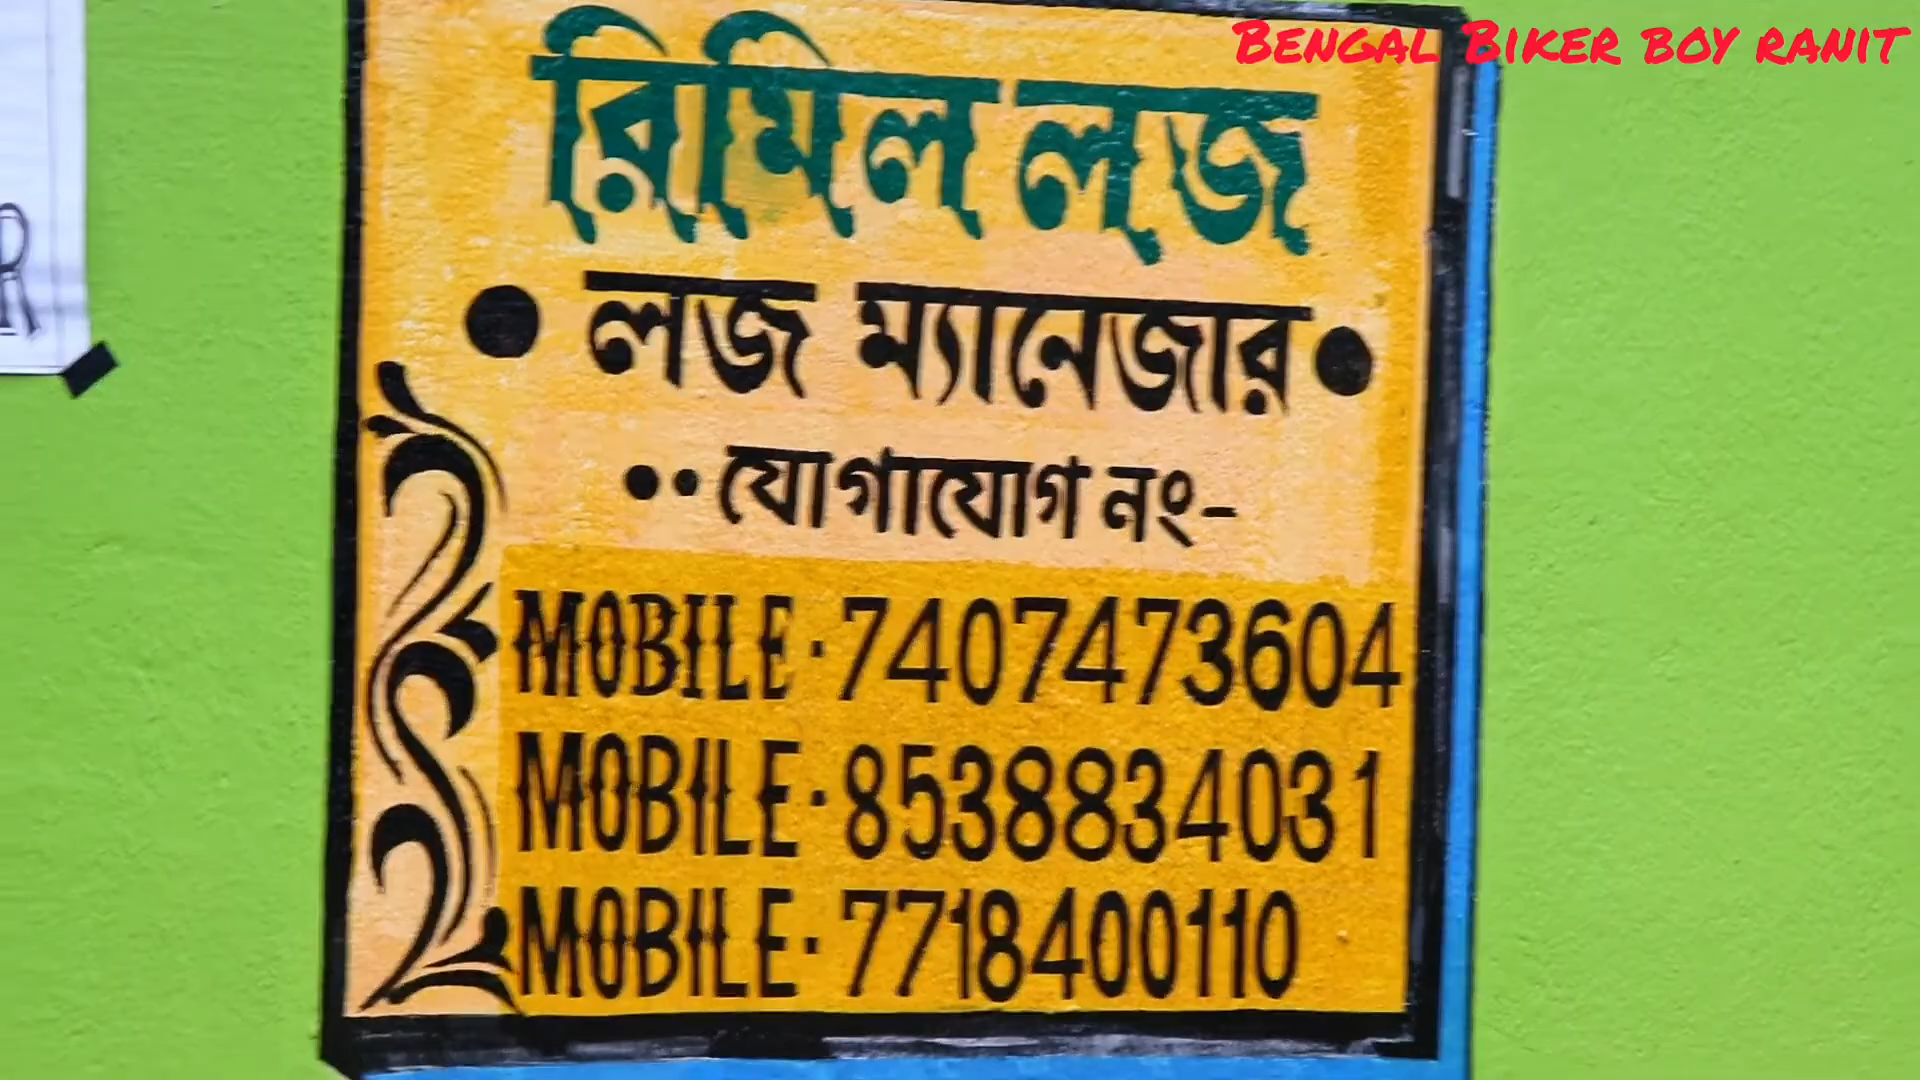 BENGAL BIKER BOY RANIT
রিমিল লজ
• লজ ম্যানেজার •
•• যোগাযোগ নং-
MOBILE·7407473604
MOBILE·8538834031
MOBILE·7718400110
R